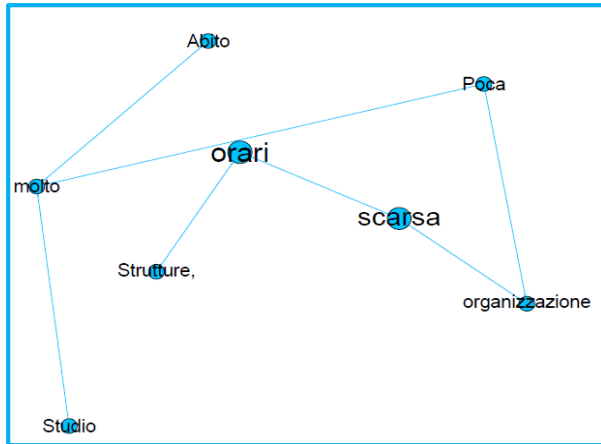 Abito
Poca
orari
molto
scarsa
Strutture,
organizzazione
Studio